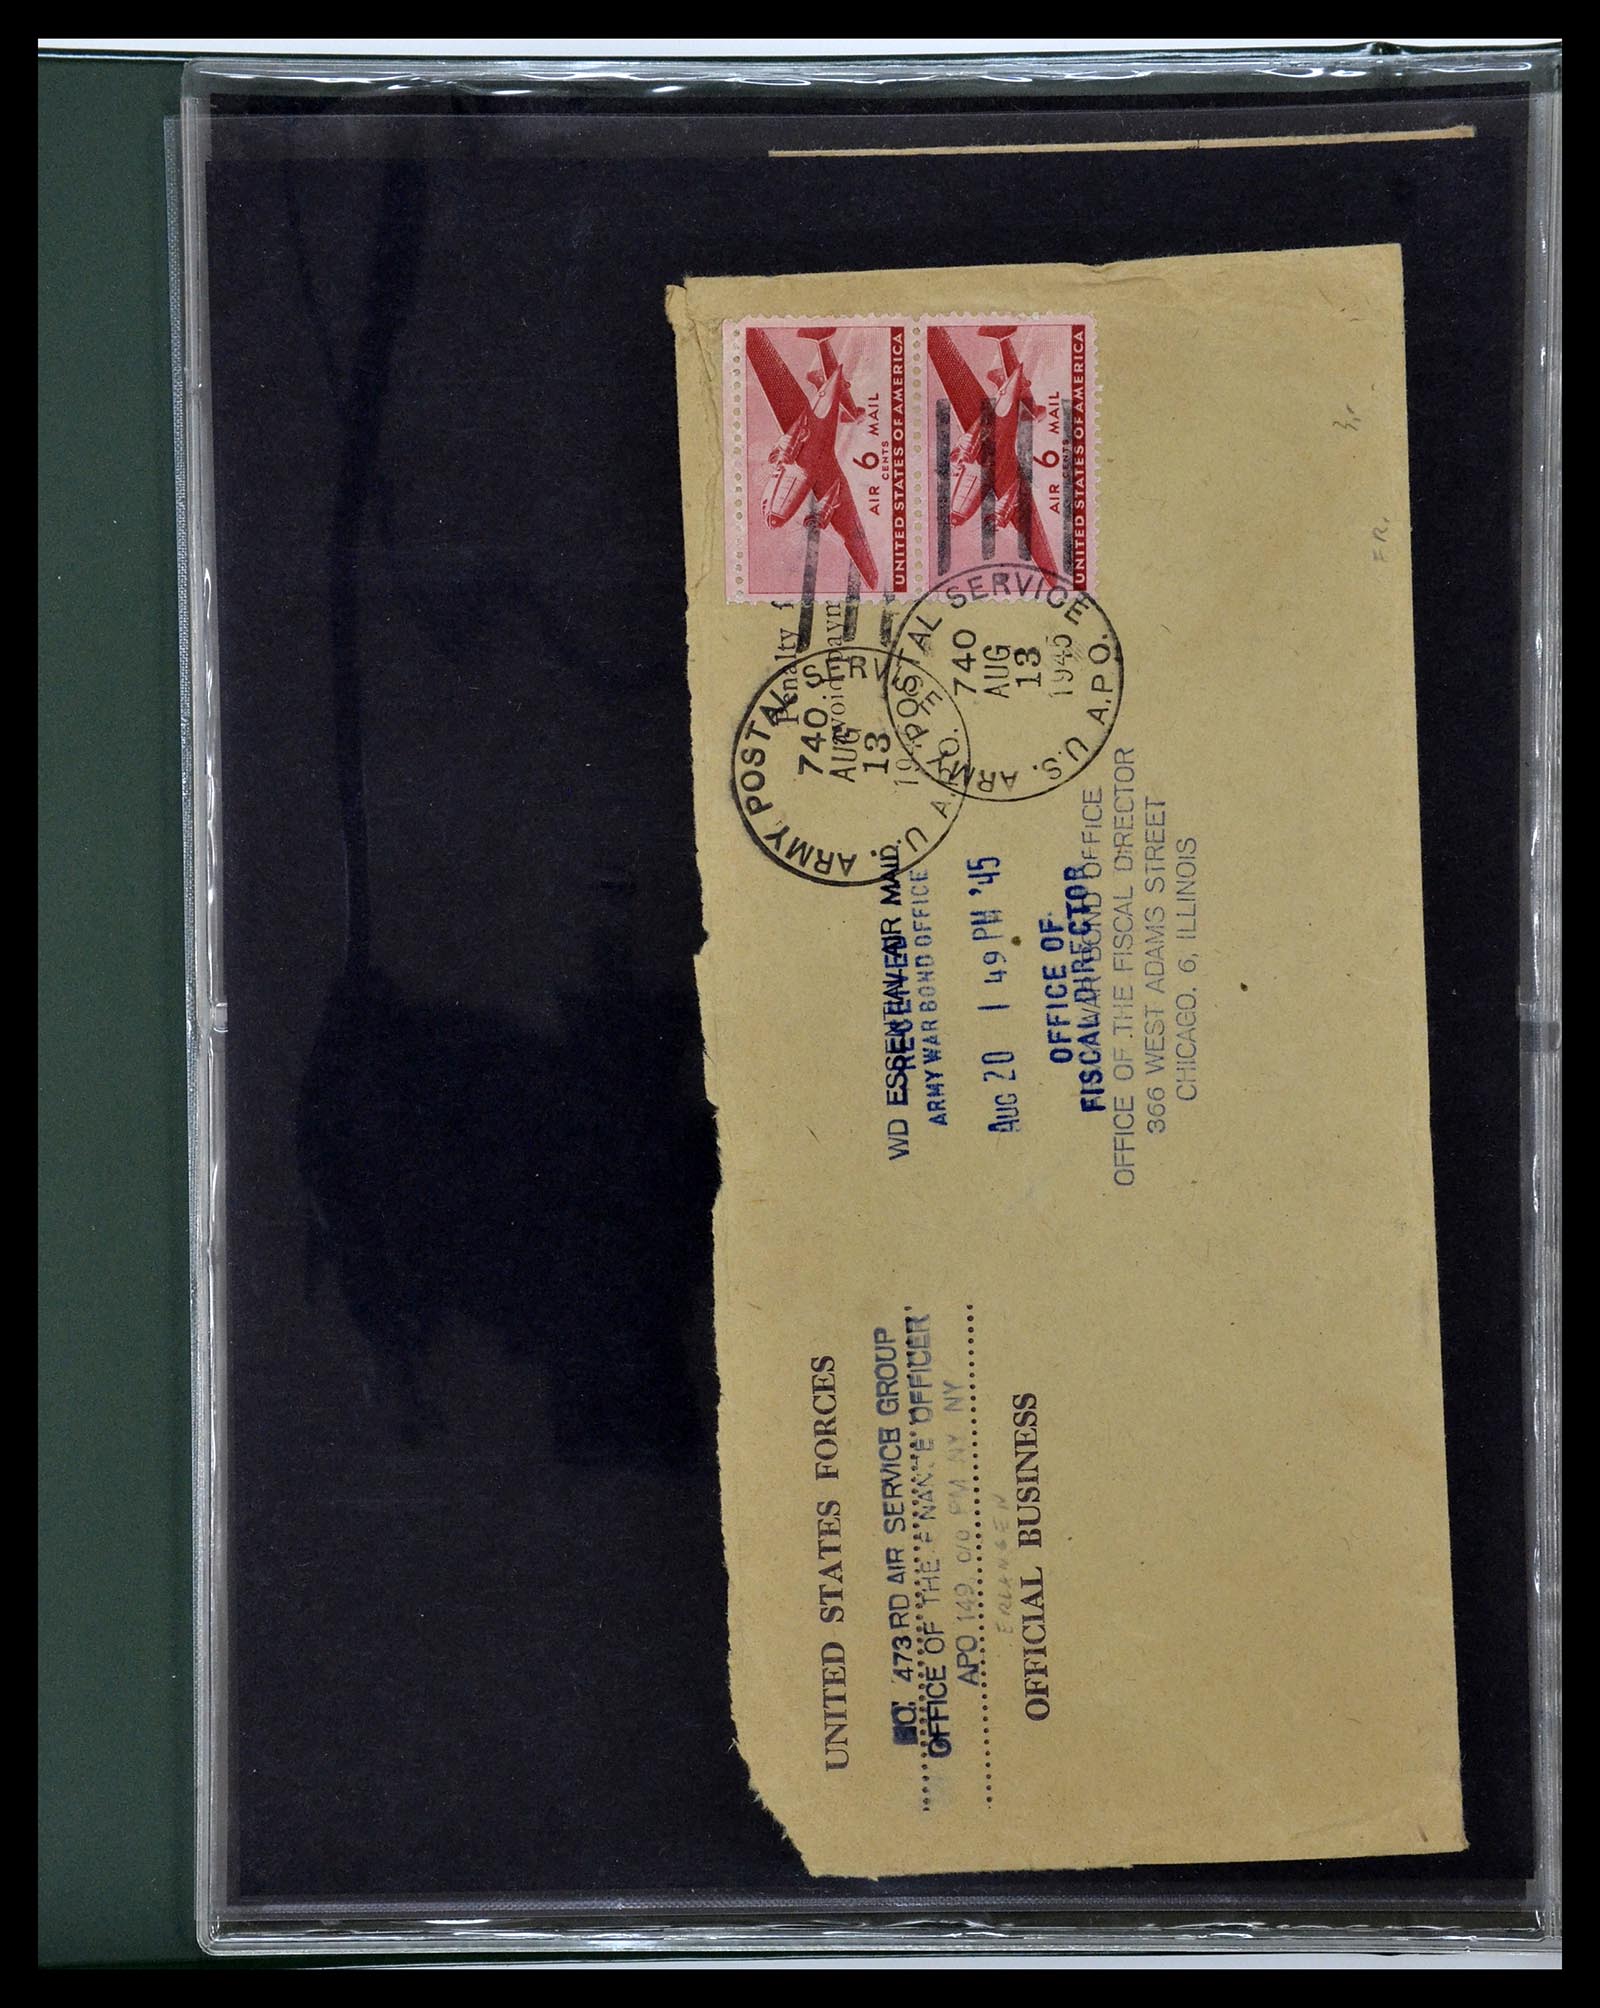 UNITED STATES FORCES
HQ. 473RD AIR SERVICE GROUP
OFFICE OF THE FINANCE OFFICER
APO 149, C/O PM NY NY
ERLANGEN
OFFICIAL BUSINESS
Penalty
avoid paym
UNITED STATES OF AMERICA
AIR 6 MAIL
CENTS
UNITED STATES OF AMERICA
AIR 6 MAIL
CENTS
ARMY POSTAL SERVICE
740
AUG
13
194
U. A.P.O.
ARMY POSTAL SERVICE
740
AUG
13
1945
U.S. A.P.O.
WD ESSENTIAL AIR MAIL
RECEIVED
ARMY WAR BOND OFFICE
AUG 20 1 49 PM '45
OFFICE OF
FISCAL DIRECTOR
WAR BOND OFFICE
OFFICE OF THE FISCAL DIRECTOR
366 WEST ADAMS STREET
CHICAGO. 6, ILLINOIS
FR.